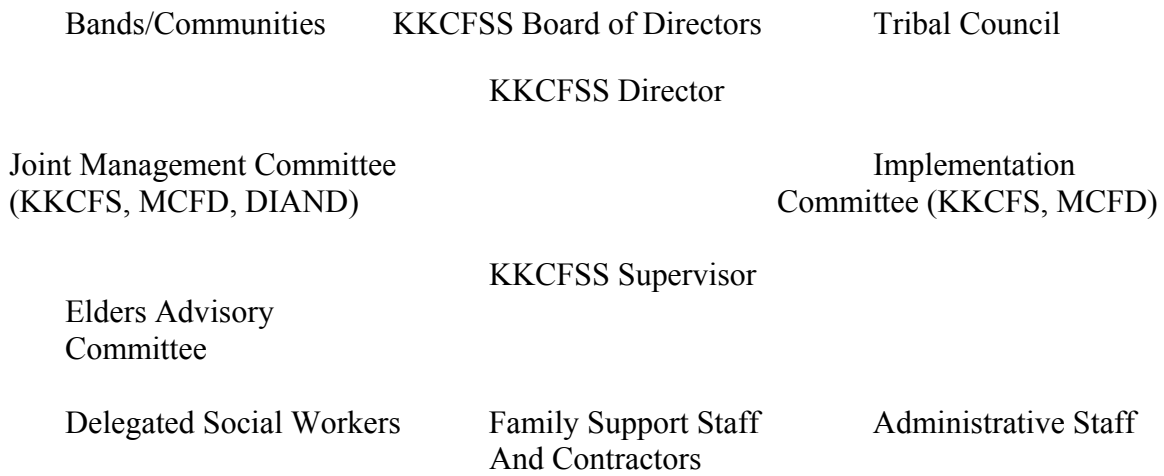 Bands/Communities KKCFSS Board of Directors Tribal Council
KKCFSS Director
Joint Management Committee Implementation
(KKCFS, MCFD, DIAND) Committee (KKCFS, MCFD)
KKCFSS Supervisor
Elders Advisory
Committee
Delegated Social Workers Family Support Staff Administrative Staff
And Contractors